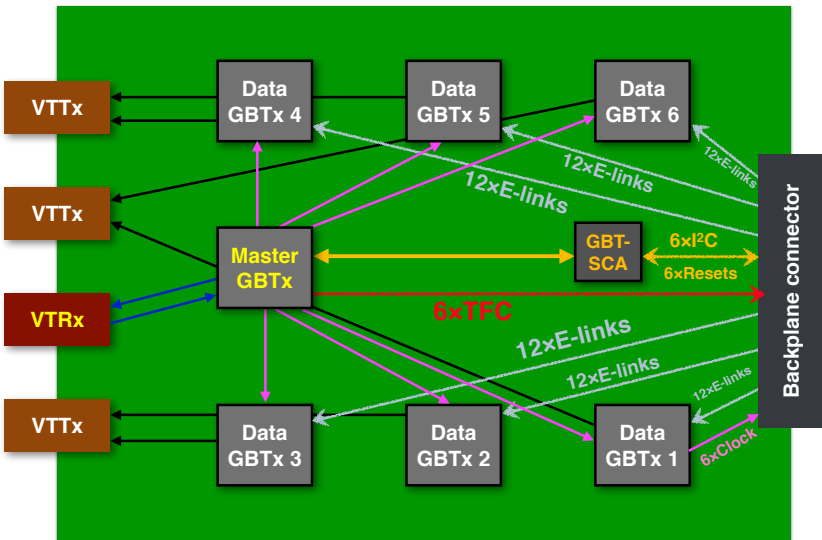 VTTx
Data
GBTx 4
Data
GBTx 5
Data
GBTx 6
12×E-links
12×E-links
12×E-links
VTTx
Master
GBTx
GBT-
SCA
6×I²C
6×Resets
Backplane connector
VTRx
6×TFC
12×E-links
12×E-links
12×E-links
VTTx
Data
GBTx 3
Data
GBTx 2
Data
GBTx 1
6×Clock